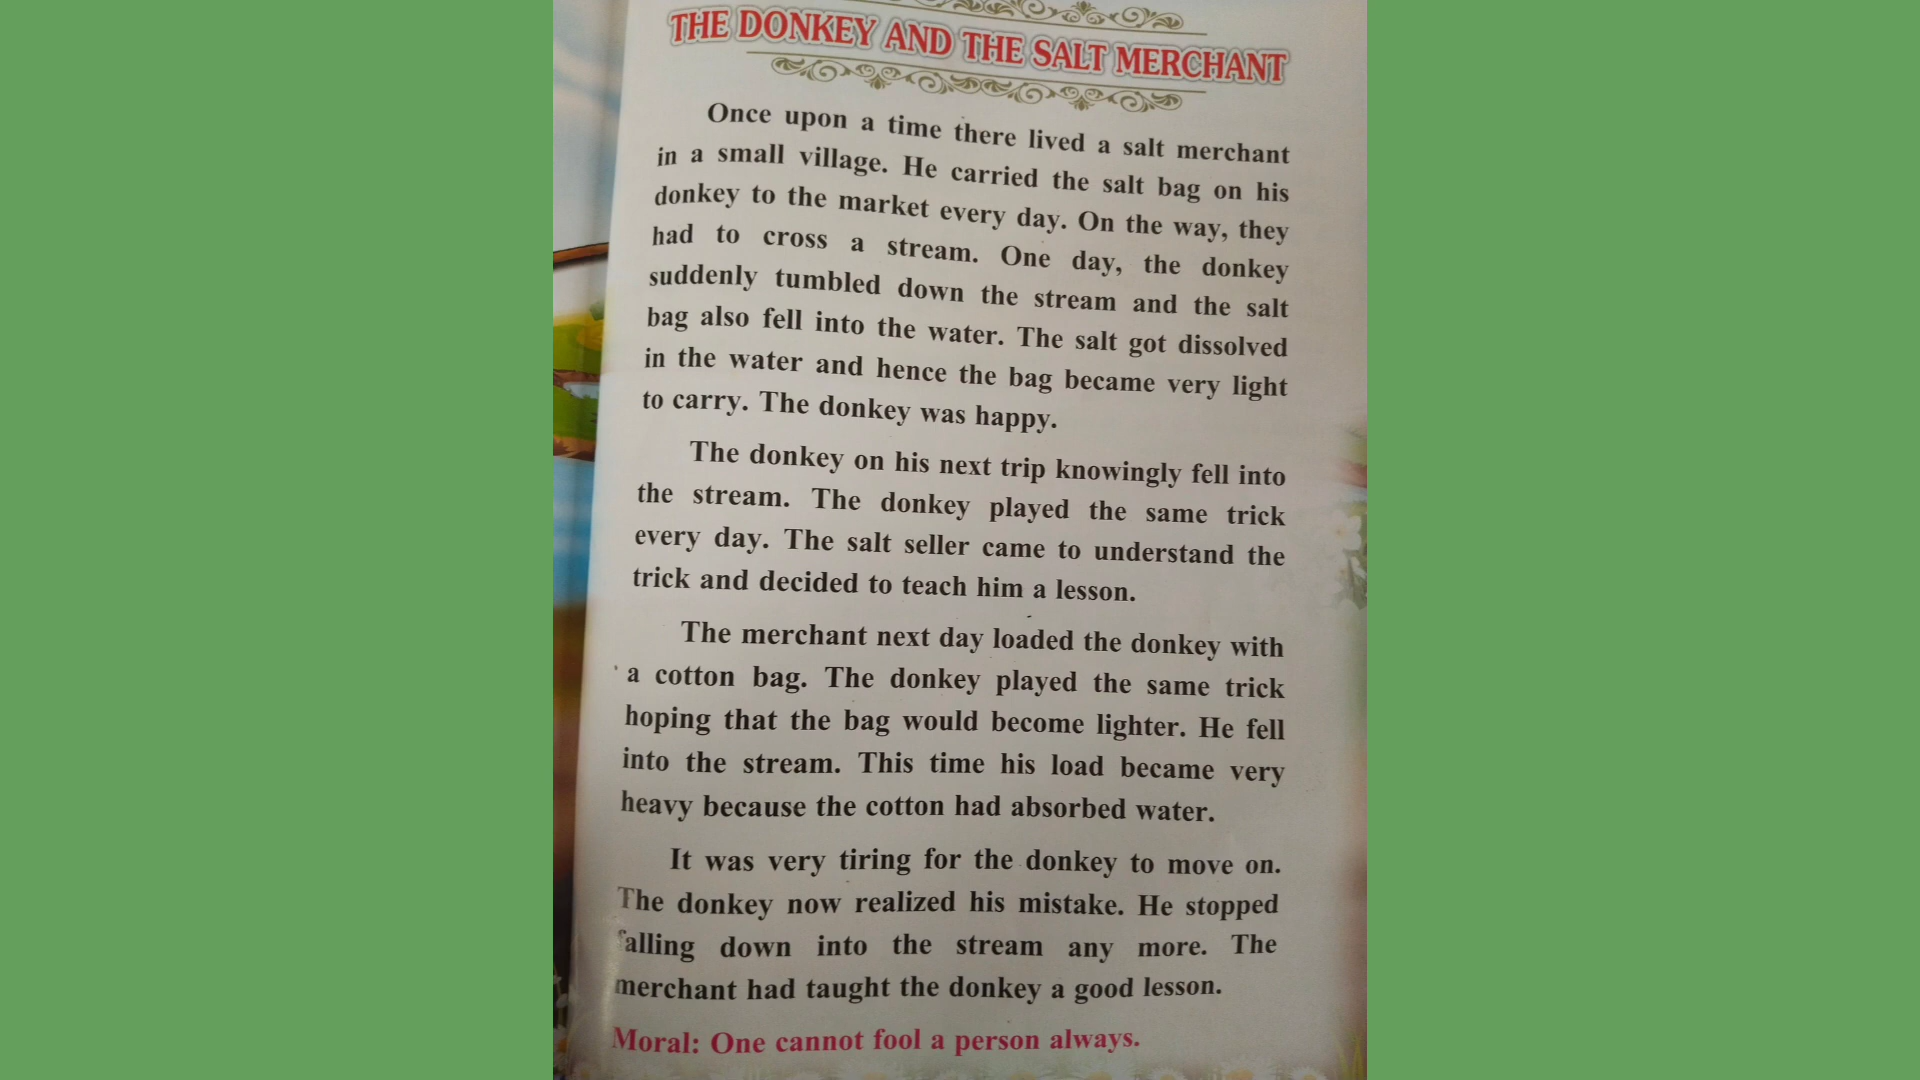 THE DONKEY AND THE SALT MERCHANT
Once upon a time there lived a salt merchant
in a small village. He carried the salt bag on his
donkey to the market every day. On the way, they
had to cross a stream. One day, the donkey
suddenly tumbled down the stream and the salt
bag also fell into the water. The salt got dissolved
in the water and hence the bag became very light
to carry. The donkey was happy.
The donkey on his next trip knowingly fell into
the stream. The donkey played the same trick
every day. The salt seller came to understand the
trick and decided to teach him a lesson.
The merchant next day loaded the donkey with
a cotton bag. The donkey played the same trick
hoping that the bag would become lighter. He fell
into the stream. This time his load became very
heavy because the cotton had absorbed water.
It was very tiring for the donkey to move on.
The donkey now realized his mistake. He stopped
falling down into the stream any more. The
merchant had taught the donkey a good lesson.
Moral: One cannot fool a person always.